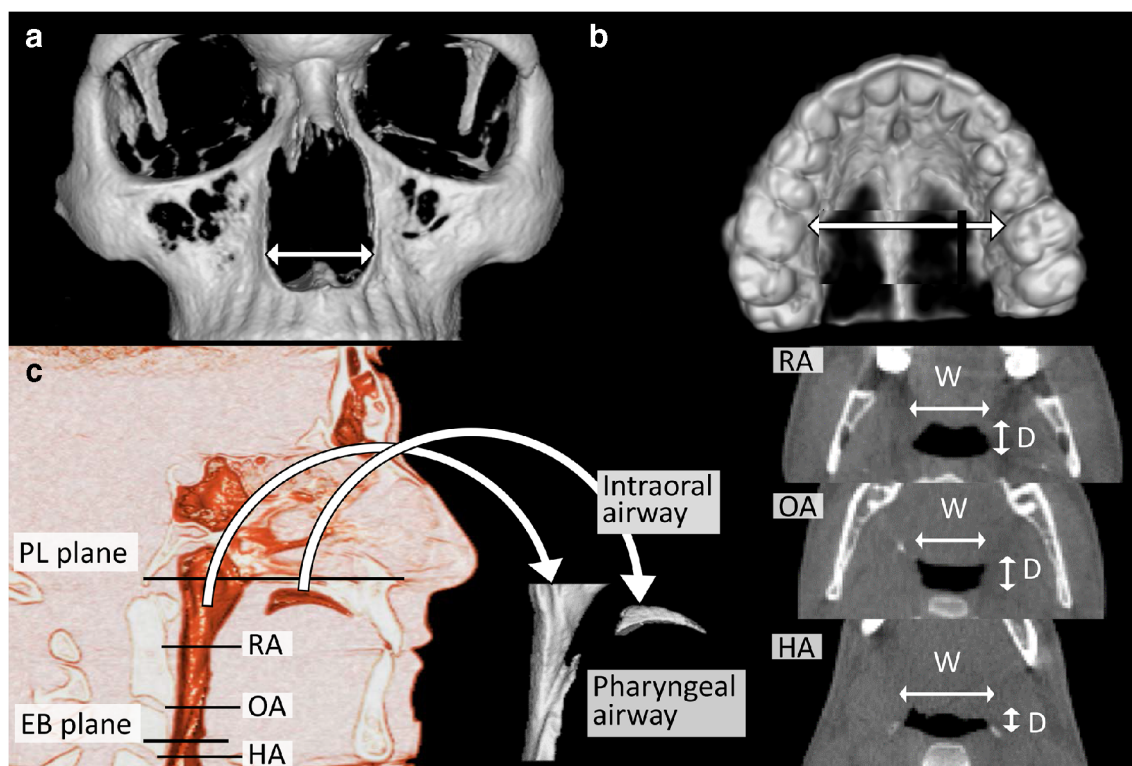 a
b
c
Intraoral
airway
PL plane
RA
OA
EB plane
HA
Pharyngeal
airway
RA
W
D
OA
W
D
HA
W
D